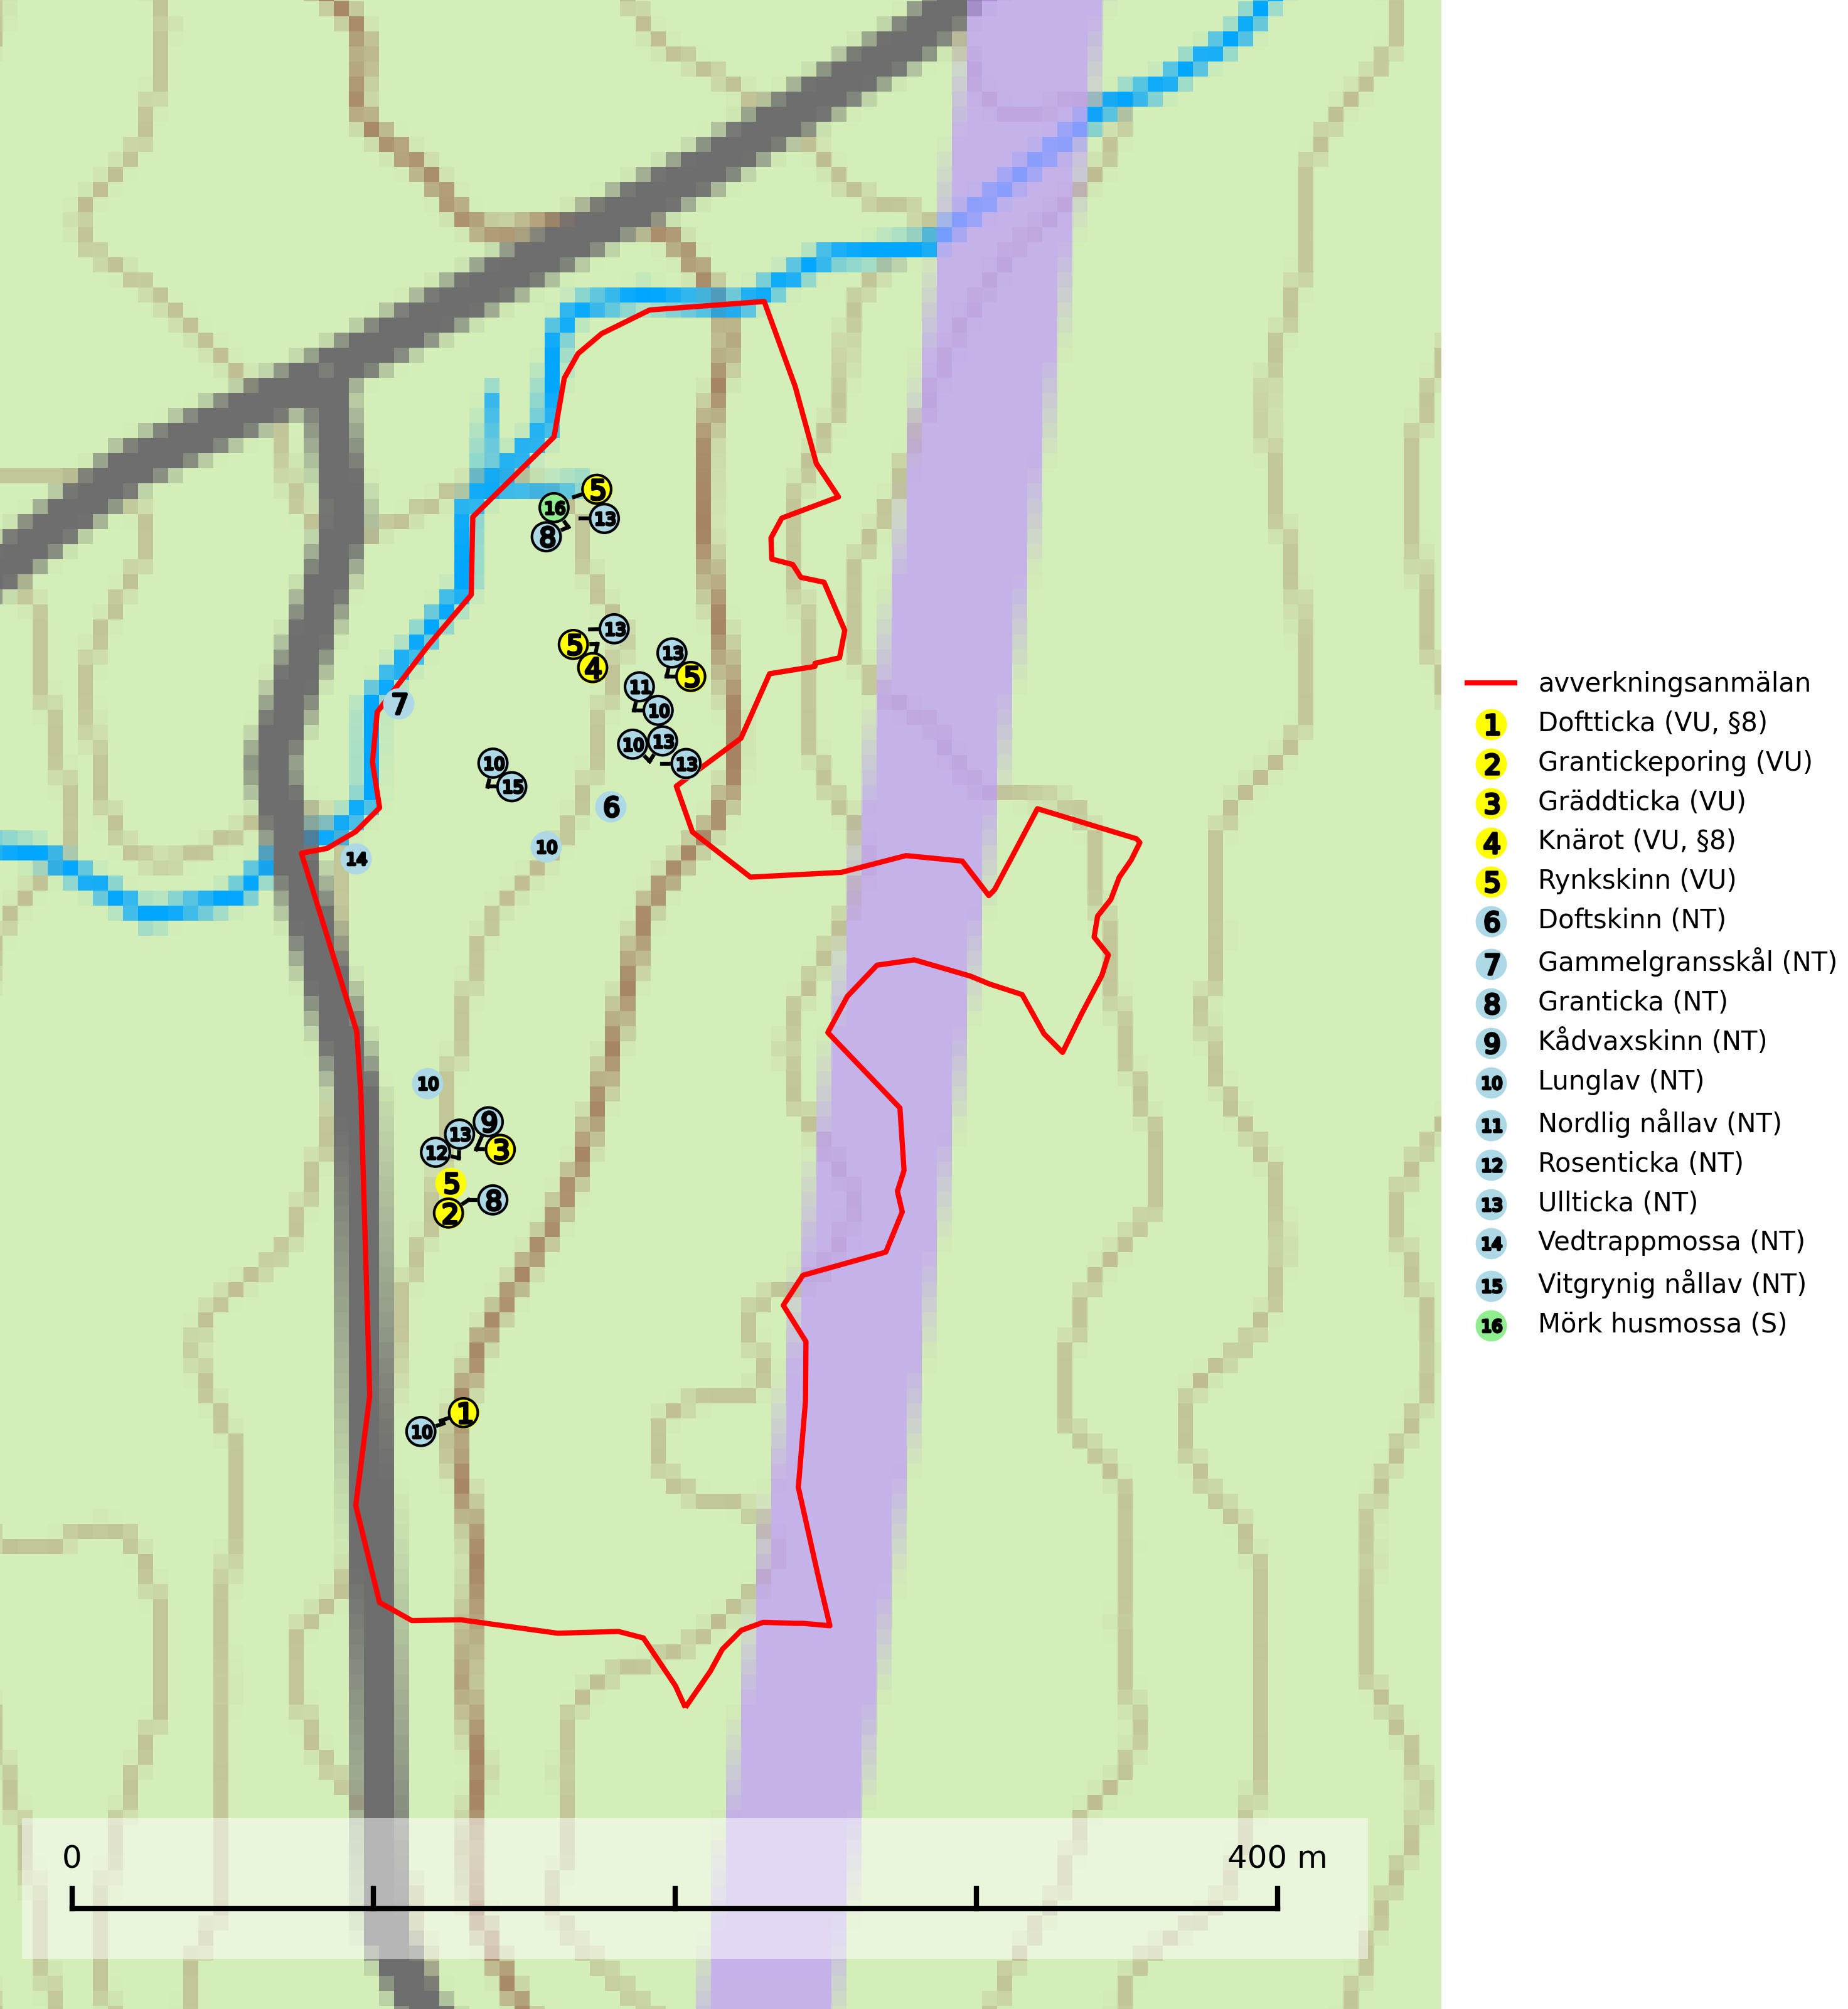 5
16
13
8
13
5
4
13
5
11
10
7
10
13
13
10
15
6
10
14
10
9
13
12
3
5
8
2
1
10
0
400 m
avverkningsanmälan
1 Doftticka (VU, §8)
2 Grantickeporing (VU)
3 Gräddticka (VU)
4 Knärot (VU, §8)
5 Rynkskinn (VU)
6 Doftskinn (NT)
7 Gammelgransskål (NT)
8 Granticka (NT)
9 Kådvaxskinn (NT)
10 Lunglav (NT)
11 Nordlig nållav (NT)
12 Rosenticka (NT)
13 Ullticka (NT)
14 Vedtrappmossa (NT)
15 Vitgrynig nållav (NT)
16 Mörk husmossa (S)